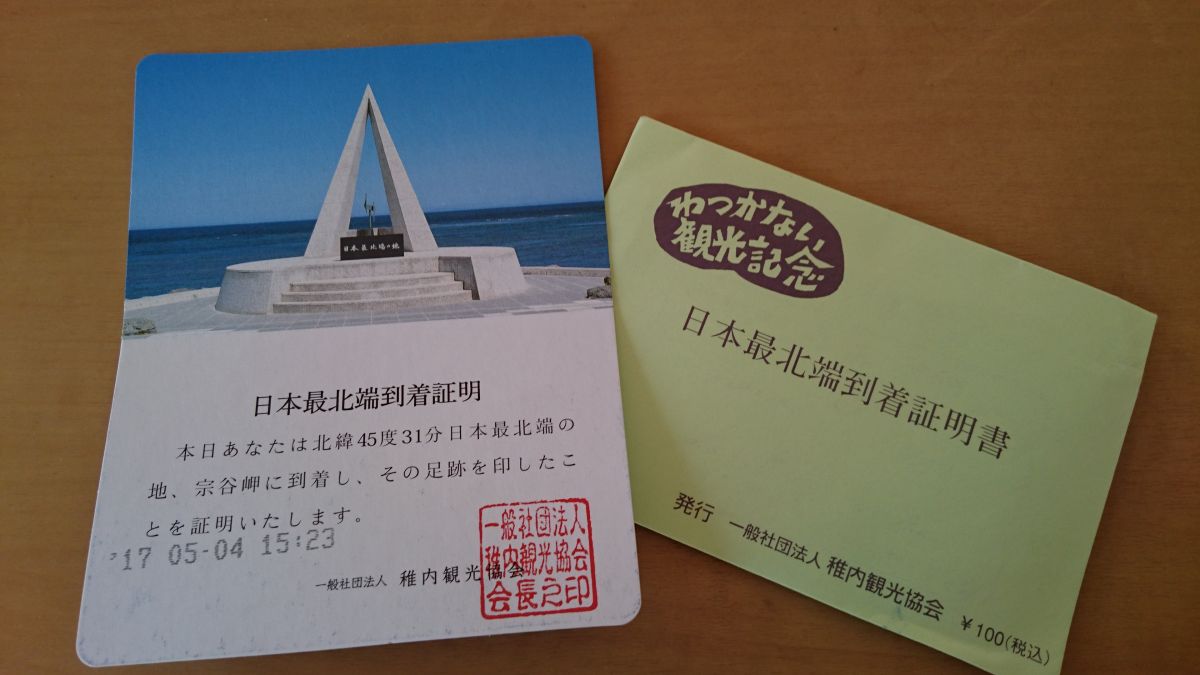 日本最北端の地
日本最北端到着証明
本日あなたは北緯45度31分日本最北端の
地、宗谷岬に到着し、その足跡を印したこ
とを証明いたします。
'17 05-04 15:23
一般社団法人 稚内観光協会
一般社団法人
稚内観光協会
会長之印
わっかない
観光記念
日本最北端到着証明書
発行 一般社団法人 稚内観光協会 ¥100(税込)